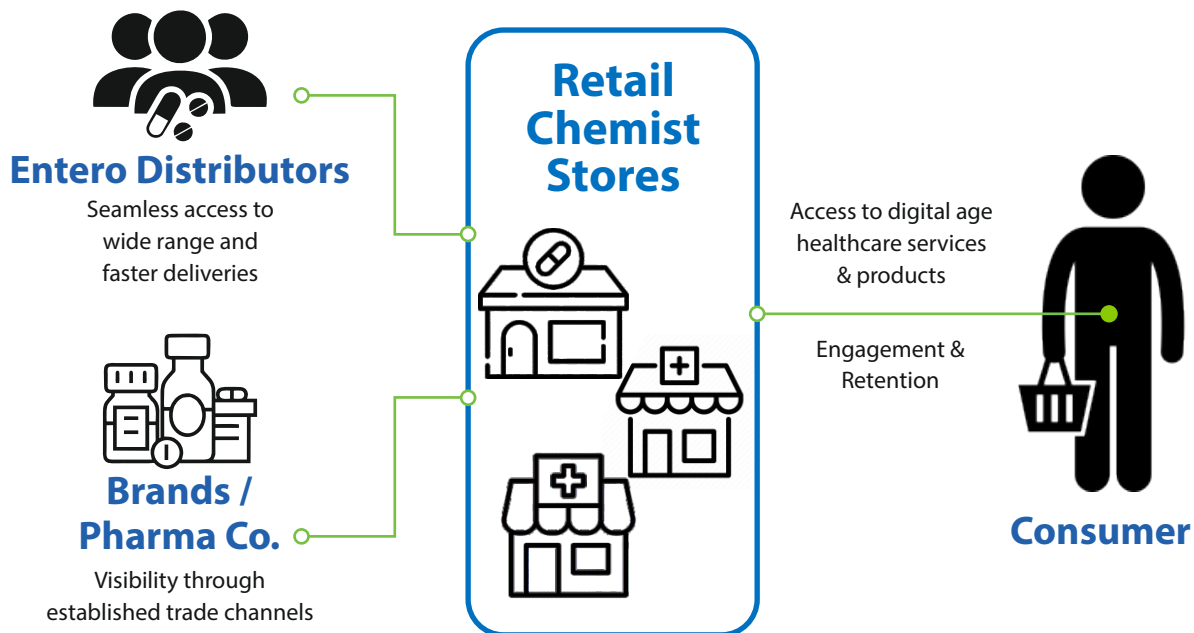 Entero Distributors
Seamless access to
wide range and
faster deliveries
Brands /
Pharma Co.
Visibility through
established trade channels
Retail
Chemist
Stores
Access to digital age
healthcare services
& products
Engagement &
Retention
Consumer